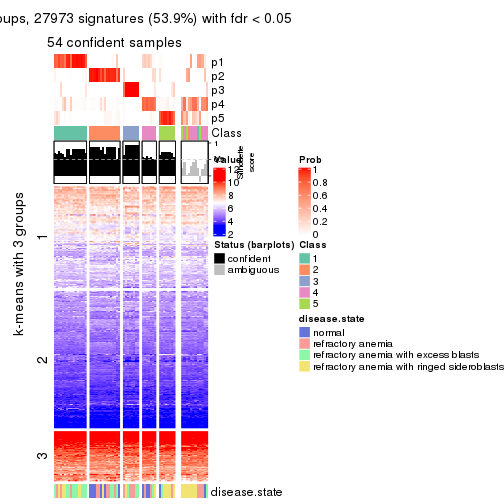 oups, 27973 signatures (53.9%) with fdr < 0.05
54 confident samples
p1
p2
p3
p4
p5
Class
1
Silhouette
score
Value
12
10
8
6
4
2
Prob
1
0.8
0.6
0.4
0.2
0
Status (barplots)
confident
ambiguous
Class
1
2
3
4
5
disease.state
normal
refractory anemia
refractory anemia with excess blasts
refractory anemia with ringed sideroblasts
k-means with 3 groups
1
2
3
disease.state